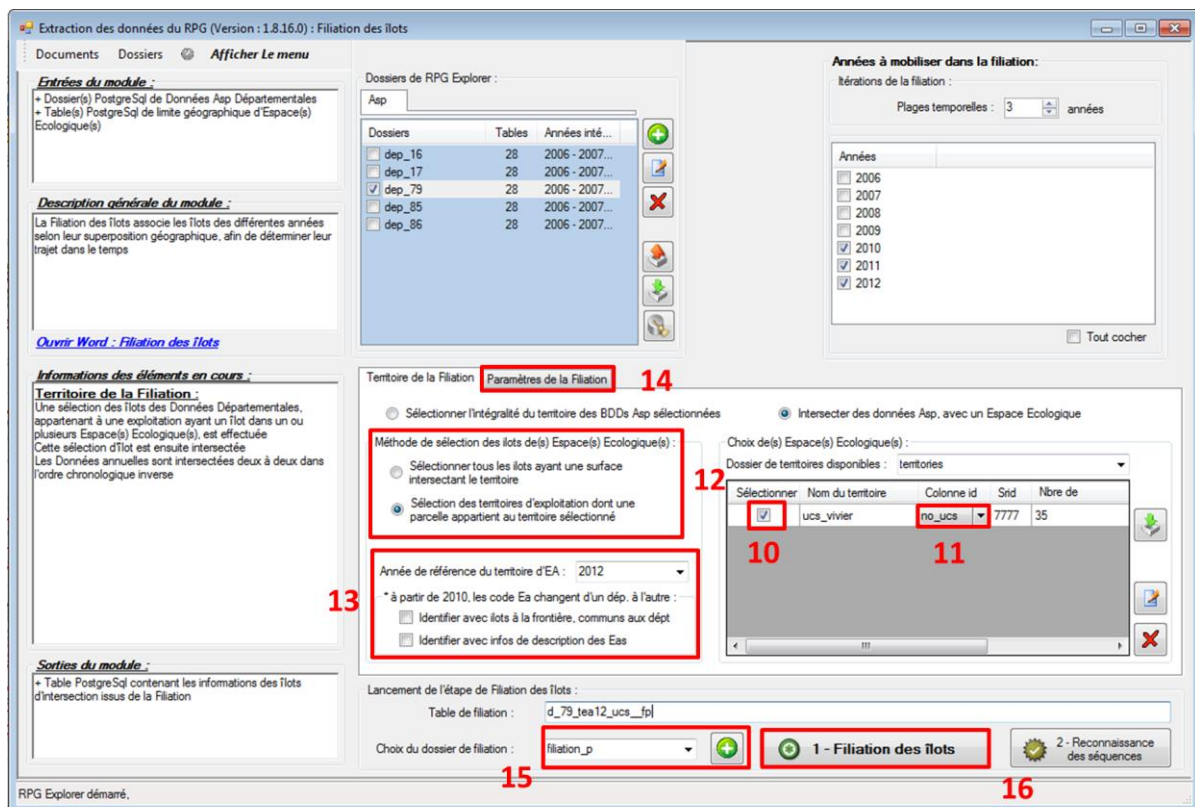 Extraction des données du RPG (Version : 1.8.16.0) : Filiation des îlots
Documents Dossiers Afficher Le menu
Entrées du module :
+ Dossier(s) PostgreSql de Données Asp Départementales
+ Table(s) PostgreSql de limite géographique d'Espace(s)
Ecologique(s)
Description générale du module :
La Filiation des îlots associe les îlots des différentes années
selon leur superposition géographique, afin de déterminer leur
trajet dans le temps
Ouvrir Word : Filiation des îlots
Dossiers de RPG Explorer :
Asp
Dossiers Tables Années inté...
dep_16 28 2006 - 2007...
dep_17 28 2006 - 2007...
dep_79 28 2006 - 2007...
dep_85 28 2006 - 2007...
dep_86 28 2006 - 2007...
Années à mobiliser dans la filiation:
Itérations de la filiation :
Plages temporelles : 3 années
Années
2006
2007
2008
2009
2010
2011
2012
Tout cocher
Informations des éléments en cours :
Territoire de la Filiation :
Une sélection des îlots des Données Départementales,
appartenant à une exploitation ayant un îlot dans un ou
plusieurs Espace(s) Ecologique(s), est effectuée
Cette sélection d'îlot est ensuite intersectée
Les Données annuelles sont intersectées deux à deux dans
l'ordre chronologique inverse
Sorties du module :
+ Table PostgreSql contenant les informations des îlots
d'intersection issus de la Filiation
Territoire de la Filiation Paramètres de la Filiation 14
Sélectionner l'Intégralité du territoire des BDDs Asp sélectionnées
Intersecter des données Asp, avec un Espace Ecologique
Méthode de sélection des ilots de(s) Espace(s) Ecologique(s) :
Sélectionner tous les ilots ayant une surface
intersectant le territoire
Sélection des territoires d'exploitation dont une
parcelle appartient au territoire sélectionné
12
13
Année de référence du territoire d'EA : 2012
* à partir de 2010, les code Ea changent d'un dép. à l'autre :
Identifier avec ilots à la frontière, communs aux dépt
Identifier avec infos de description des Eas
Choix de(s) Espace(s) Ecologique(s) :
Dossier de territoires disponibles : territories
Sélectionner Nom du territoire Colonne id Srid Nbre de
ucs_vivier no_ucs 7777 35
10 11
Lancement de l'étape de Filiation des îlots :
Table de filiation : d_79_tea12_ucs__fp
Choix du dossier de filiation : filiation_p
15
1 - Filiation des îlots
2 - Reconnaissance
des séquences
16
RPG Explorer démarré,